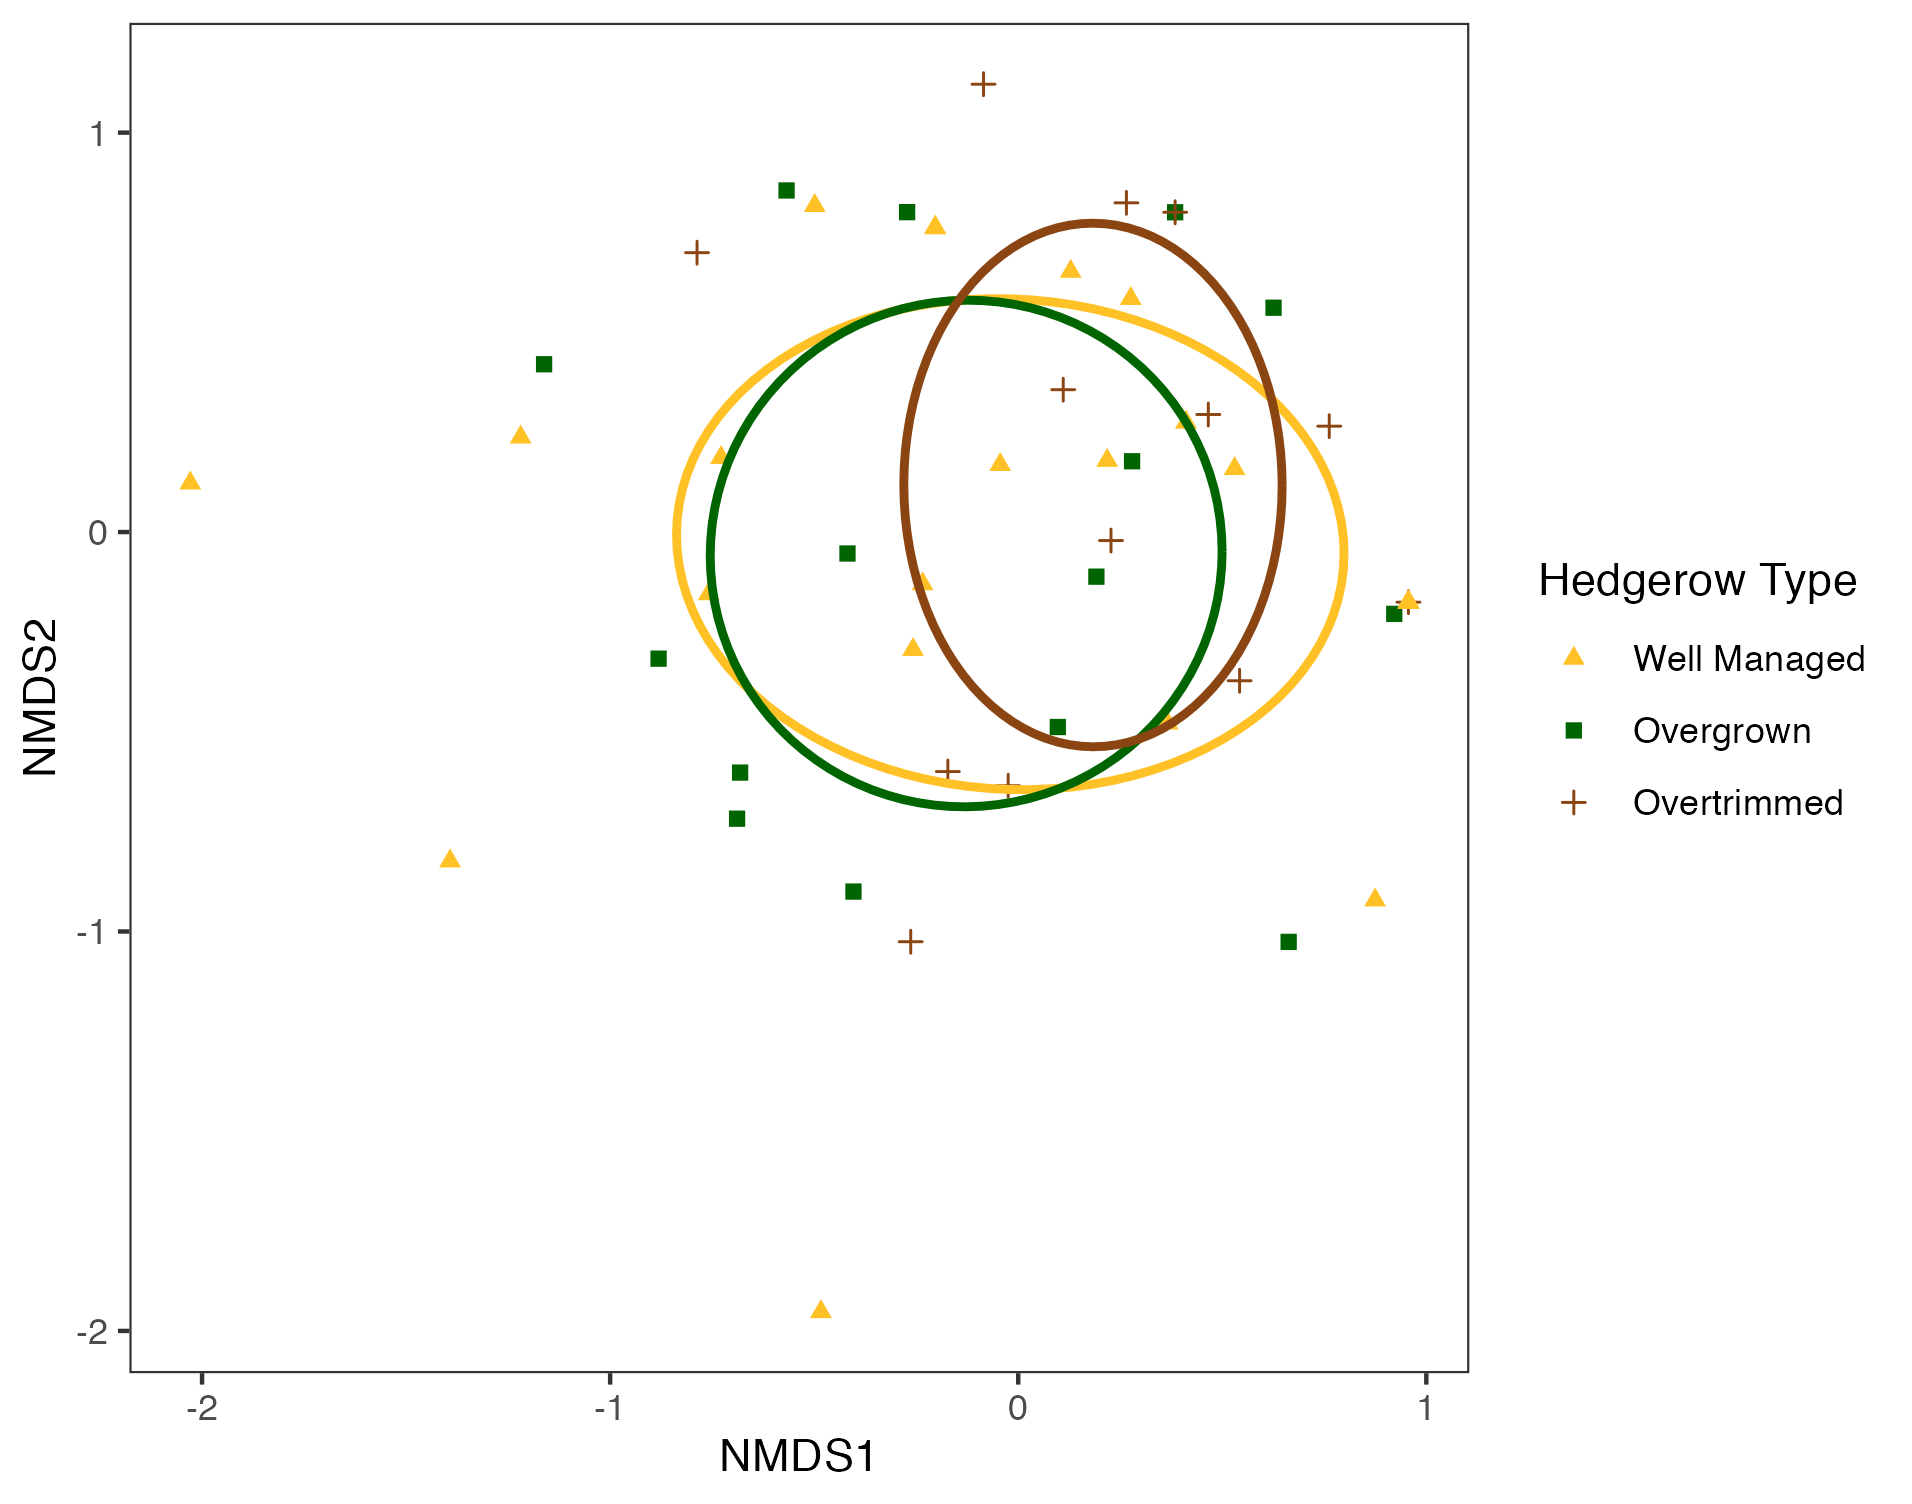 1
0
-1
-2
NMDS2
-2
-1
0
1
NMDS1
Hedgerow Type
Well Managed
Overgrown
Overtrimmed